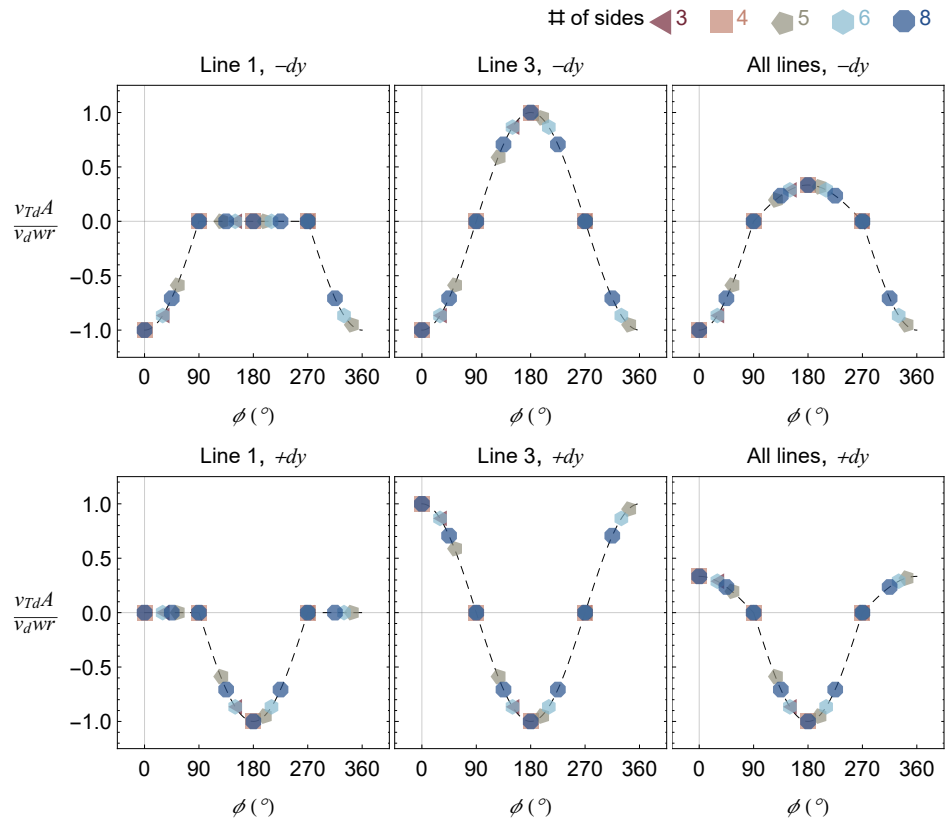 # of sides 3 4 5 6 8
Line 1, −dy Line 3, −dy All lines, −dy
1.0
0.5
v_Td A / v_d wr 0.0
−0.5
−1.0
0 90 180 270 360 0 90 180 270 360 0 90 180 270 360
ϕ (°) ϕ (°) ϕ (°)
Line 1, +dy Line 3, +dy All lines, +dy
1.0
0.5
v_Td A / v_d wr 0.0
−0.5
−1.0
0 90 180 270 360 0 90 180 270 360 0 90 180 270 360
ϕ (°) ϕ (°) ϕ (°)